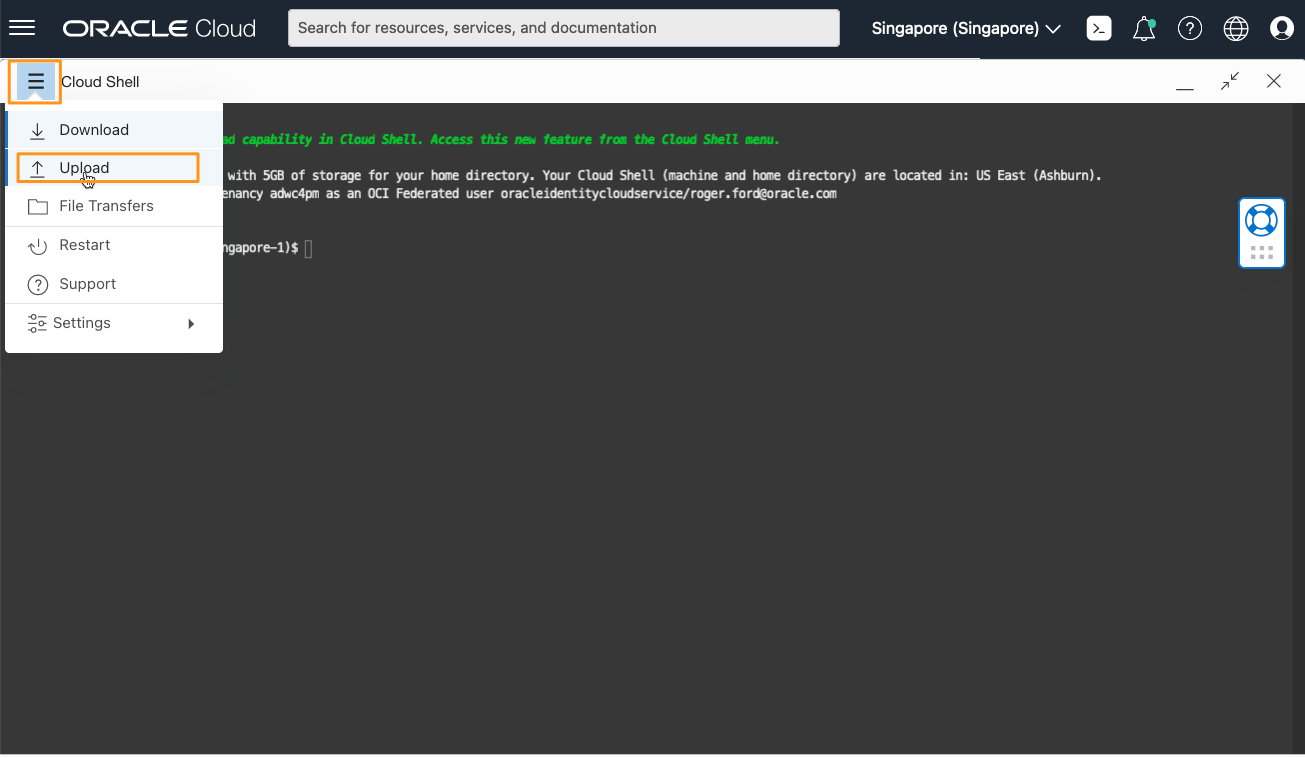 ORACLE Cloud
Search for resources, services, and documentation
Singapore (Singapore)
Cloud Shell
Download
Upload
File Transfers
Restart
Support
Settings
capability in Cloud Shell. Access this new feature from the Cloud Shell menu.
with 5GB of storage for your home directory. Your Cloud Shell (machine and home directory) are located in: US East (Ashburn).
adwc4pm as an OCI Federated user oracleidentitycloudservice/roger.ford@oracle.com
ngapore-1)$